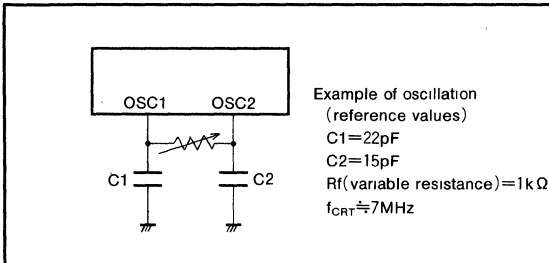 OSC1 OSC2
C1
C2
Example of oscillation
(reference values)
C1=22pF
C2=15pF
Rf(variable resistance)=1kΩ
fCRT≒7MHz